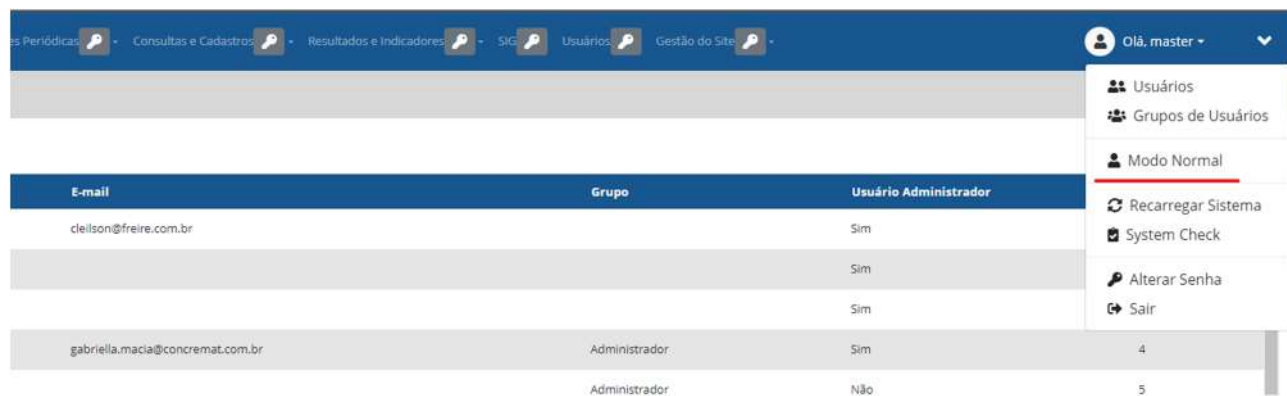 es Periódicas - Consultas e Cadastros - Resultados e Indicadores - SIG Usuários Gestão do Site - Olá, master
Usuários
Grupos de Usuários
Modo Normal
E-mail Grupo Usuário Administrador
Recarregar Sistema
cleilson@freire.com.br Sim
System Check
Sim
Alterar Senha
Sim
Sair
gabriella.macia@concremat.com.br Administrador Sim 4
Administrador Não 5